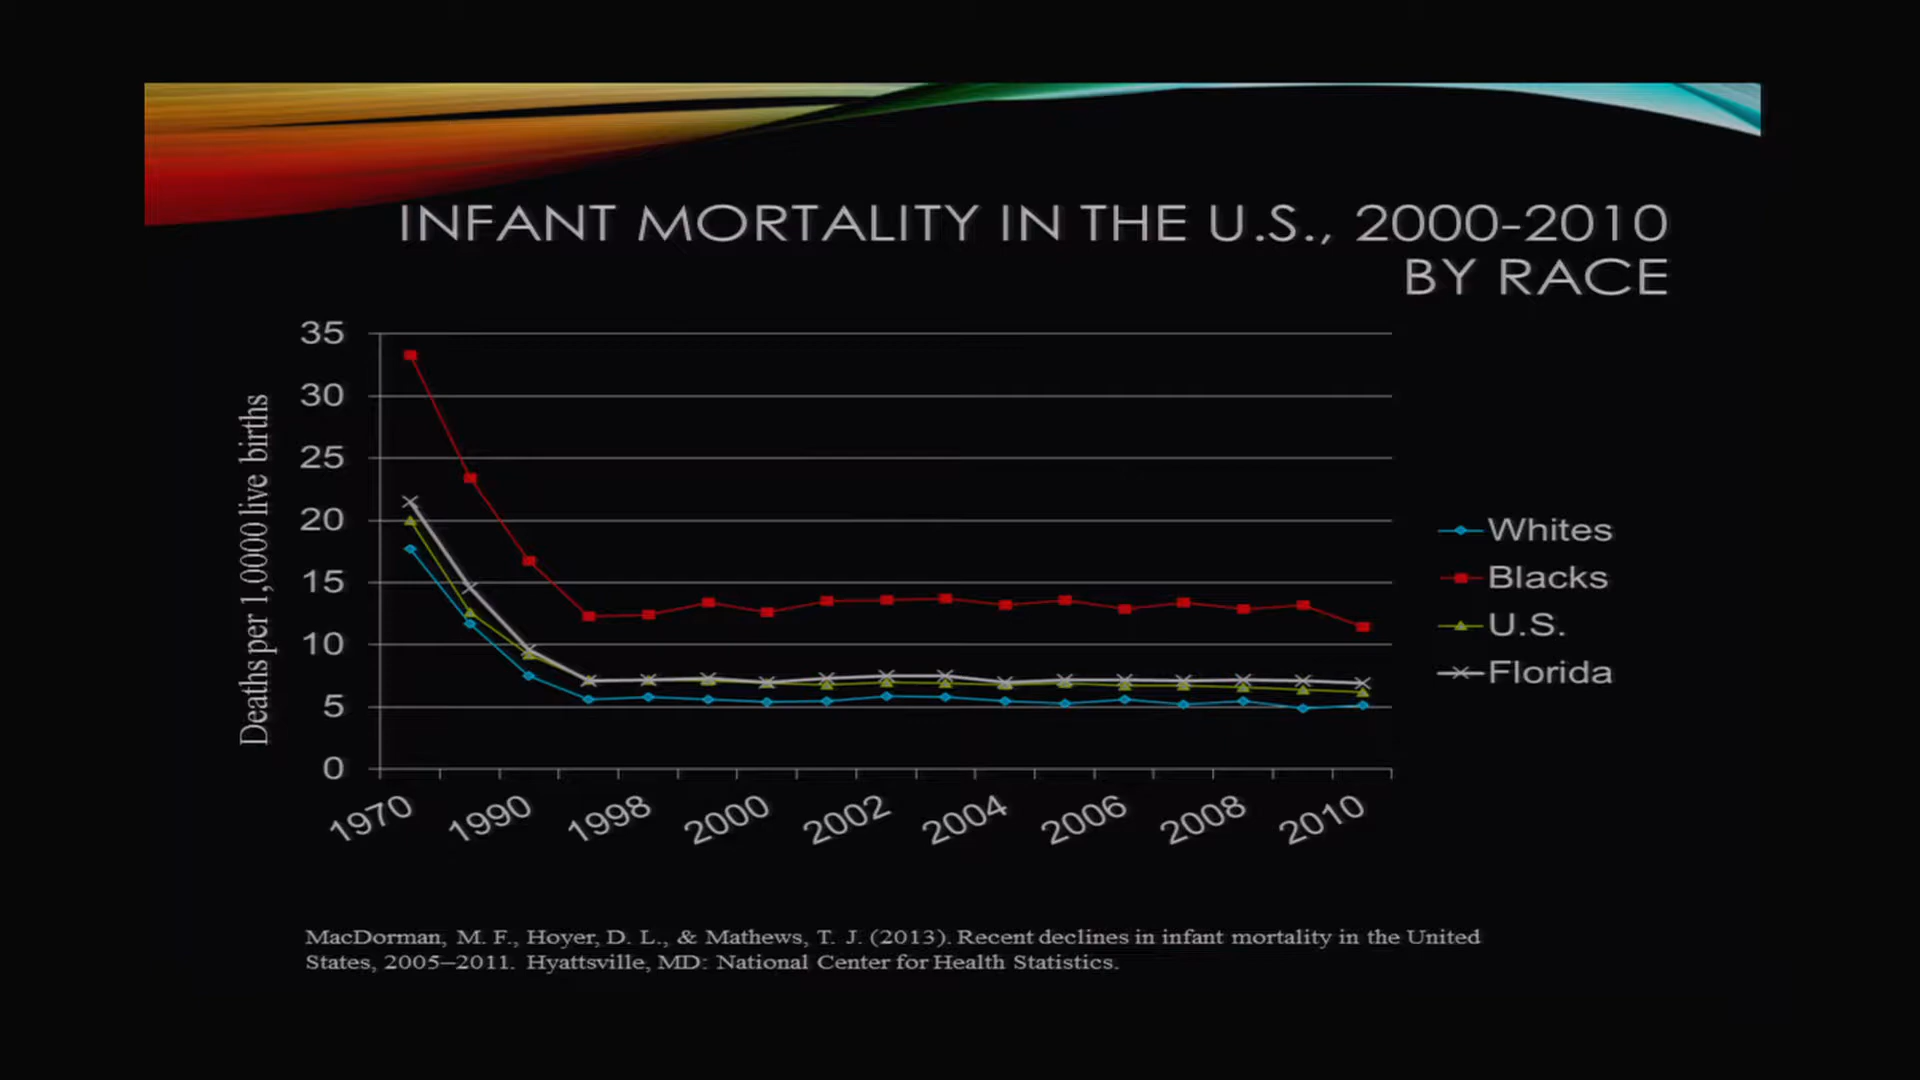 INFANT MORTALITY IN THE U.S., 2000-2010
BY RACE
35
30
25
20
15
10
5
0
Deaths per 1,0000 live births
1970
1990
1998
2000
2002
2004
2006
2008
2010
Whites
Blacks
U.S.
Florida
MacDorman, M. F., Hoyer, D. L., & Mathews, T. J. (2013). Recent declines in infant mortality in the United
States, 2005–2011. Hyattsville, MD: National Center for Health Statistics.